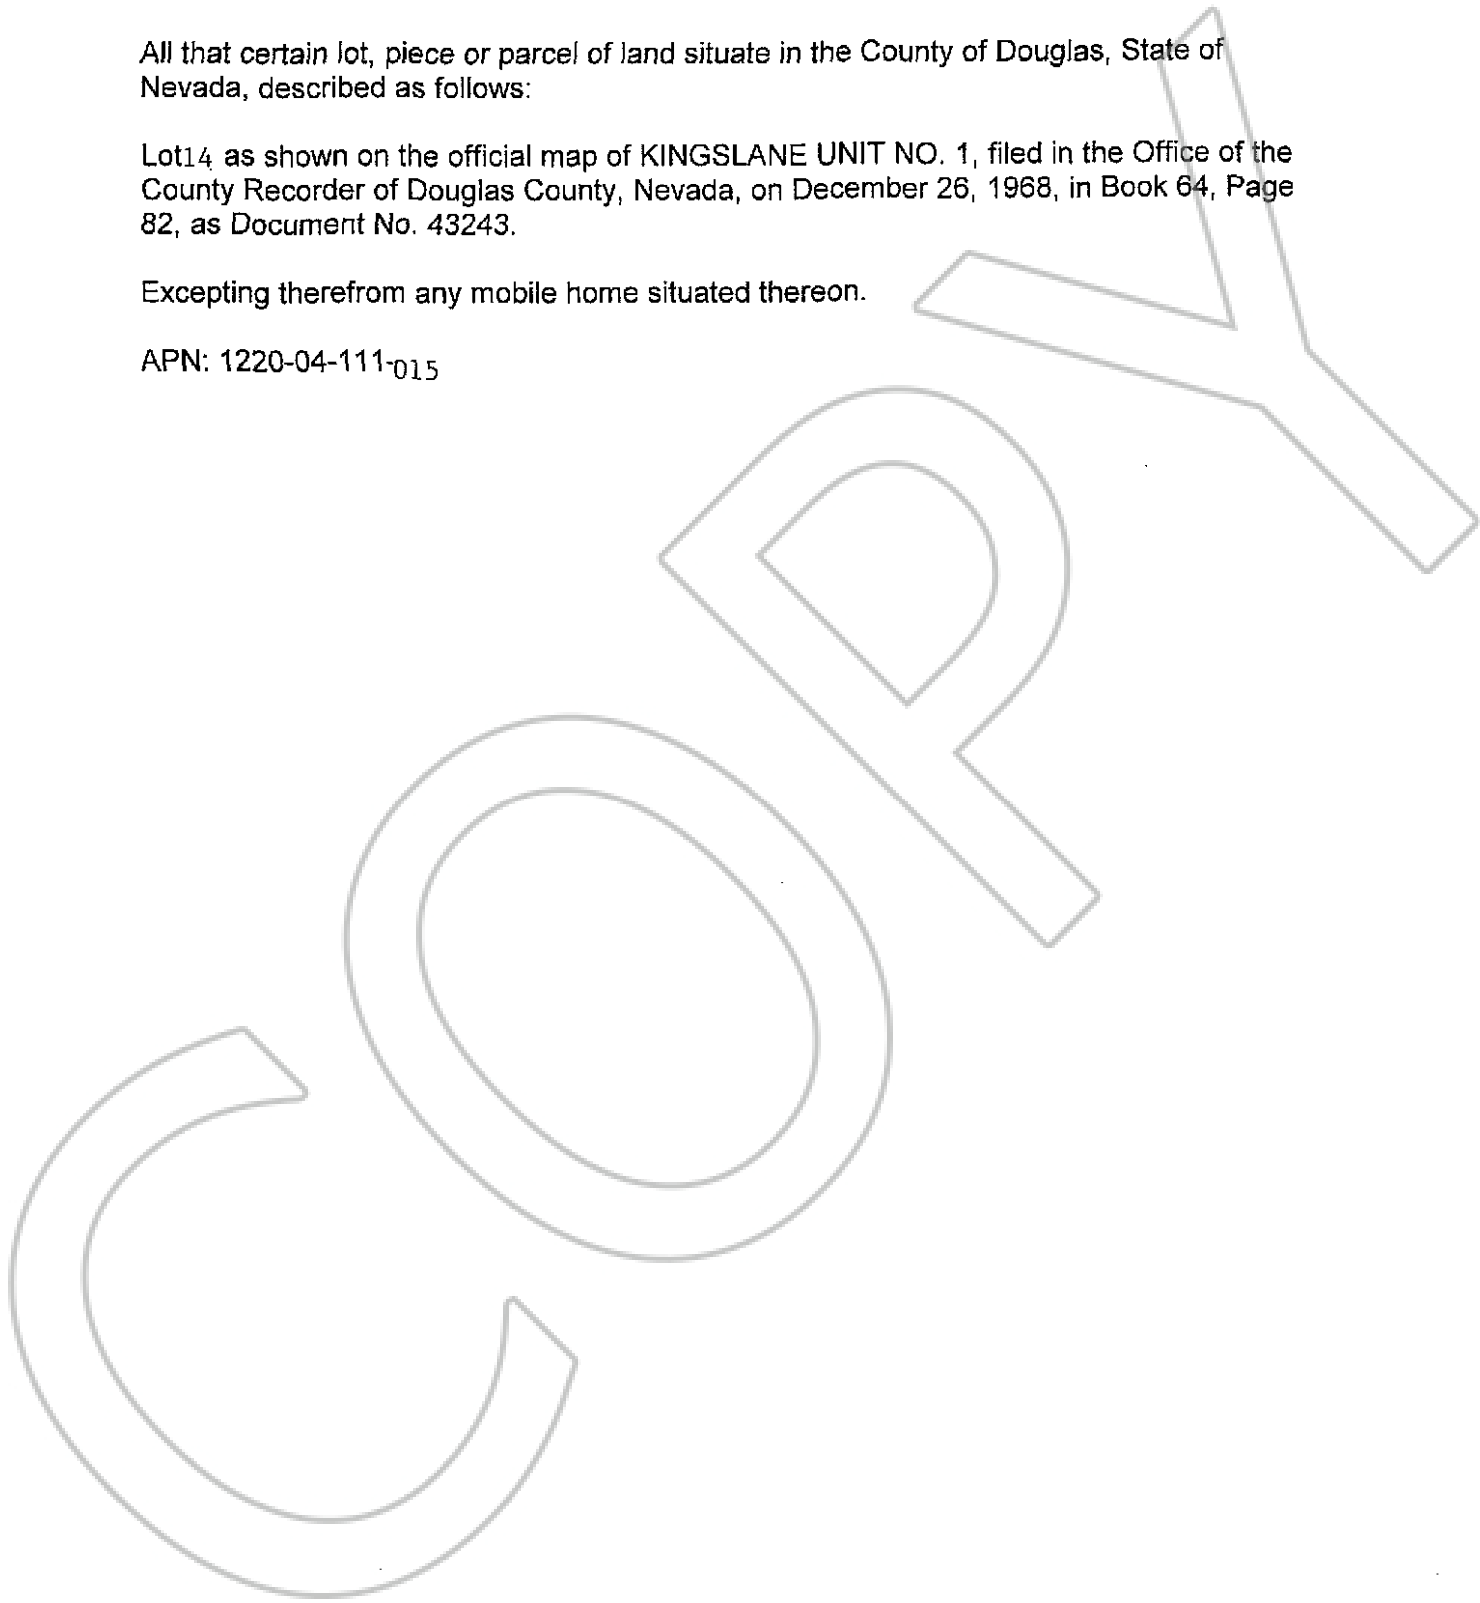 All that certain lot, piece or parcel of land situate in the County of Douglas, State of
Nevada, described as follows:
Lot14 as shown on the official map of KINGSLANE UNIT NO. 1, filed in the Office of the
County Recorder of Douglas County, Nevada, on December 26, 1968, in Book 64, Page
82, as Document No. 43243.
Excepting therefrom any mobile home situated thereon.
APN: 1220-04-111-015
COPY